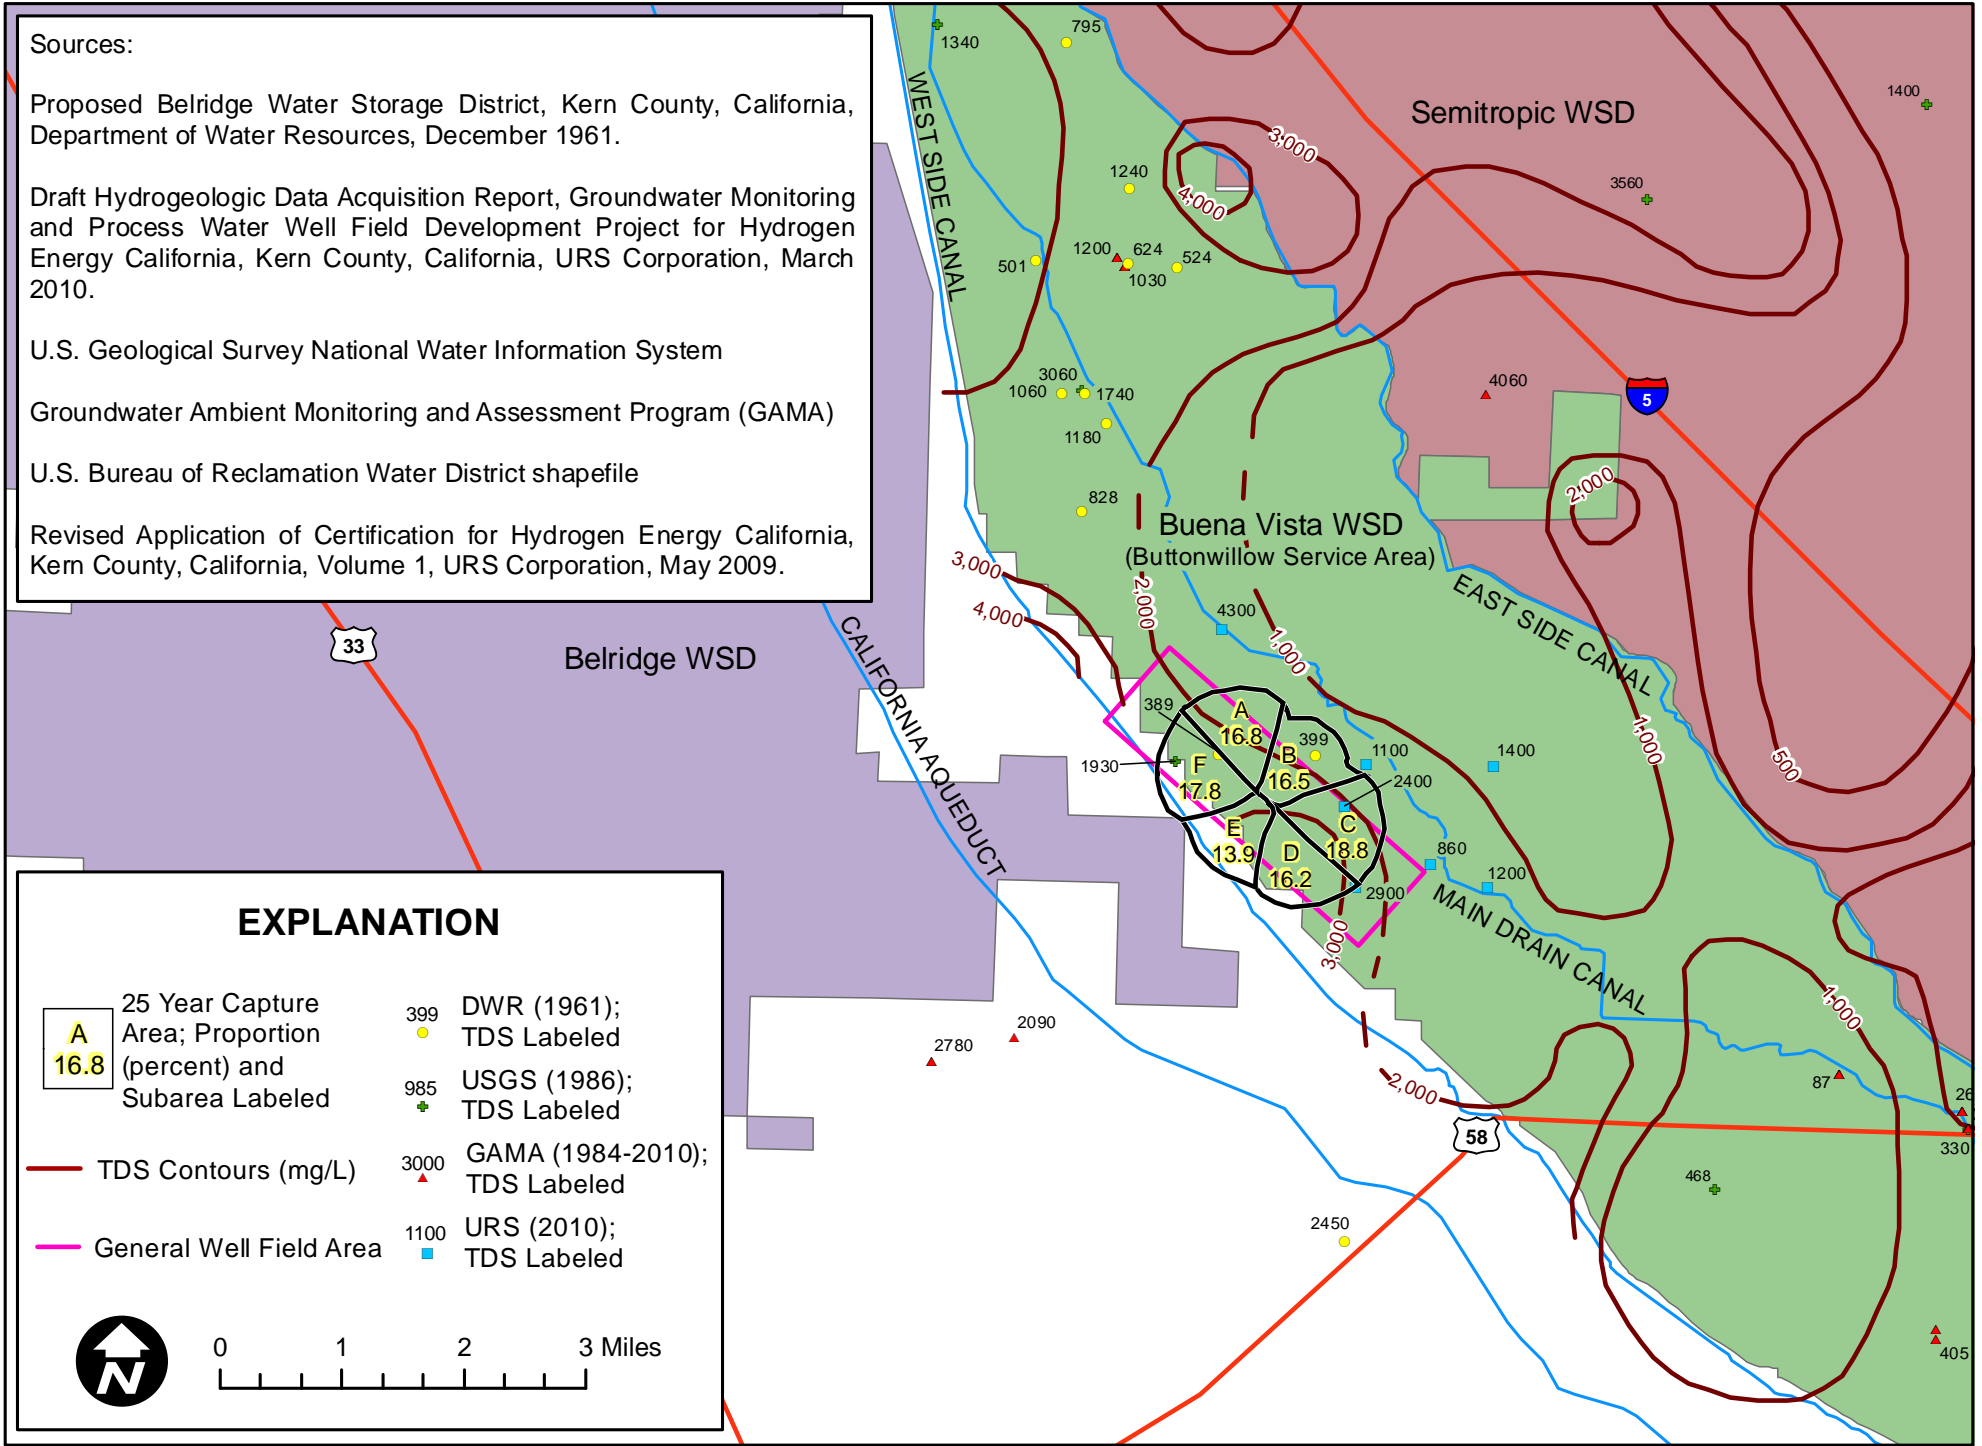 Sources:
Proposed Belridge Water Storage District, Kern County, California,
Department of Water Resources, December 1961.
Draft Hydrogeologic Data Acquisition Report, Groundwater Monitoring
and Process Water Well Field Development Project for Hydrogen
Energy California, Kern County, California, URS Corporation, March
2010.
U.S. Geological Survey National Water Information System
Groundwater Ambient Monitoring and Assessment Program (GAMA)
U.S. Bureau of Reclamation Water District shapefile
Revised Application of Certification for Hydrogen Energy California,
Kern County, California, Volume 1, URS Corporation, May 2009.
1340
795
WEST SIDE CANAL
Semitropic WSD
1400
3,000
4,000
1240
3560
1200
624
524
1030
501
3060
1060
1740
1180
4060
5
828
2,000
Buena Vista WSD
(Buttonwillow Service Area)
3,000
4,000
2,000
4300
1,000
EAST SIDE CANAL
33
Belridge WSD
CALIFORNIA AQUEDUCT
389
A
16.8
399
B
16.5
1100
1400
1,000
500
1930
F
17.8
2400
E
13.9
C
18.8
D
16.2
860
1200
2900
MAIN DRAIN CANAL
3,000
1,000
2090
2780
2,000
87
26
58
330
468
2450
405
EXPLANATION
A
16.8
25 Year Capture
Area; Proportion
(percent) and
Subarea Labeled
TDS Contours (mg/L)
General Well Field Area
399
DWR (1961);
TDS Labeled
985
USGS (1986);
TDS Labeled
3000
GAMA (1984-2010);
TDS Labeled
1100
URS (2010);
TDS Labeled
N
0 1 2 3 Miles